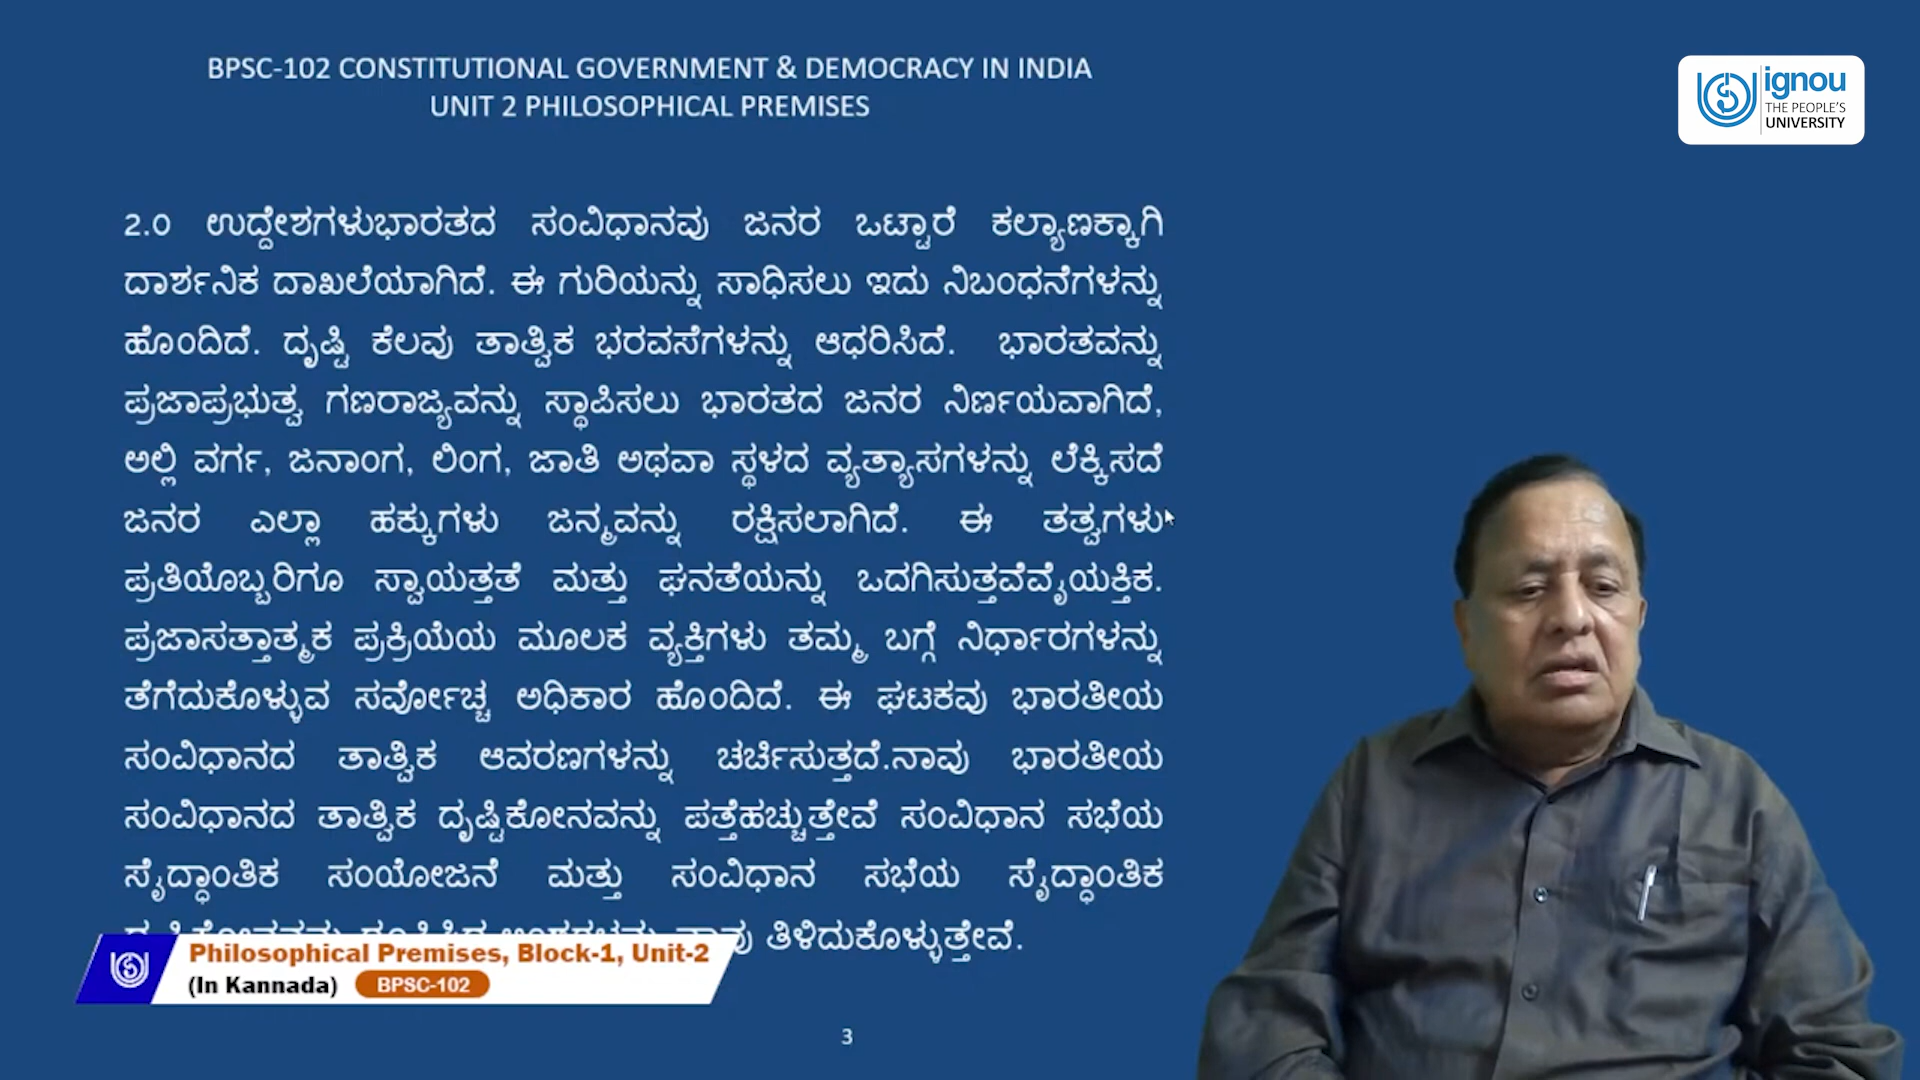 BPSC-102 CONSTITUTIONAL GOVERNMENT & DEMOCRACY IN INDIA
UNIT 2 PHILOSOPHICAL PREMISES
ignou
THE PEOPLE'S
UNIVERSITY
2.0 ಉದ್ದೇಶಗಳುಭಾರತದ ಸಂವಿಧಾನವು ಜನರ ಒಟ್ಟಾರೆ ಕಲ್ಯಾಣಕ್ಕಾಗಿ
ದಾರ್ಶನಿಕ ದಾಖಲೆಯಾಗಿದೆ. ಈ ಗುರಿಯನ್ನು ಸಾಧಿಸಲು ಇದು ನಿಬಂಧನೆಗಳನ್ನು
ಹೊಂದಿದೆ. ದೃಷ್ಟಿ ಕೆಲವು ತಾತ್ವಿಕ ಭರವಸೆಗಳನ್ನು ಆಧರಿಸಿದೆ. ಭಾರತವನ್ನು
ಪ್ರಜಾಪ್ರಭುತ್ವ ಗಣರಾಜ್ಯವನ್ನು ಸ್ಥಾಪಿಸಲು ಭಾರತದ ಜನರ ನಿರ್ಣಯವಾಗಿದೆ,
ಅಲ್ಲಿ ವರ್ಗ, ಜನಾಂಗ, ಲಿಂಗ, ಜಾತಿ ಅಥವಾ ಸ್ಥಳದ ವ್ಯತ್ಯಾಸಗಳನ್ನು ಲೆಕ್ಕಿಸದೆ
ಜನರ ಎಲ್ಲಾ ಹಕ್ಕುಗಳು ಜನ್ಮವನ್ನು ರಕ್ಷಿಸಲಾಗಿದೆ. ಈ ತತ್ವಗಳು
ಪ್ರತಿಯೊಬ್ಬರಿಗೂ ಸ್ವಾಯತ್ತತೆ ಮತ್ತು ಘನತೆಯನ್ನು ಒದಗಿಸುತ್ತವೆವೈಯಕ್ತಿಕ.
ಪ್ರಜಾಸತ್ತಾತ್ಮಕ ಪ್ರಕ್ರಿಯೆಯ ಮೂಲಕ ವ್ಯಕ್ತಿಗಳು ತಮ್ಮ ಬಗ್ಗೆ ನಿರ್ಧಾರಗಳನ್ನು
ತೆಗೆದುಕೊಳ್ಳುವ ಸರ್ವೋಚ್ಚ ಅಧಿಕಾರ ಹೊಂದಿದೆ. ಈ ಘಟಕವು ಭಾರತೀಯ
ಸಂವಿಧಾನದ ತಾತ್ವಿಕ ಆವರಣಗಳನ್ನು ಚರ್ಚಿಸುತ್ತದೆ.ನಾವು ಭಾರತೀಯ
ಸಂವಿಧಾನದ ತಾತ್ವಿಕ ದೃಷ್ಟಿಕೋನವನ್ನು ಪತ್ತೆಹಚ್ಚುತ್ತೇವೆ ಸಂವಿಧಾನ ಸಭೆಯ
ಸೈದ್ಧಾಂತಿಕ ಸಂಯೋಜನೆ ಮತ್ತು ಸಂವಿಧಾನ ಸಭೆಯ ಸೈದ್ಧಾಂತಿಕ
ತಿಳಿದುಕೊಳ್ಳುತ್ತೇವೆ.
Philosophical Premises, Block-1, Unit-2
(In Kannada) BPSC-102
3